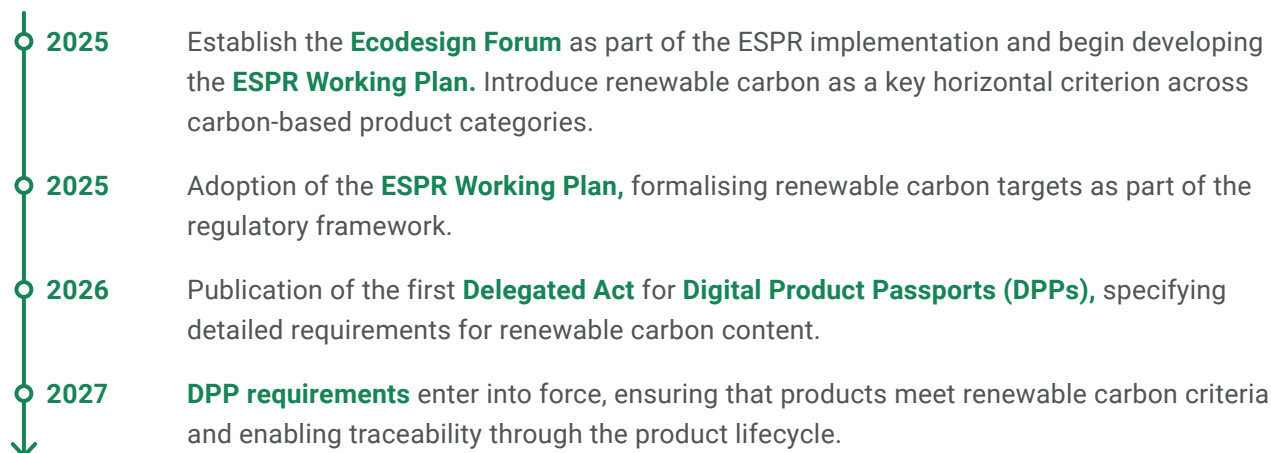 2025 Establish the Ecodesign Forum as part of the ESPR implementation and begin developing
the ESPR Working Plan. Introduce renewable carbon as a key horizontal criterion across
carbon-based product categories.
2025 Adoption of the ESPR Working Plan, formalising renewable carbon targets as part of the
regulatory framework.
2026 Publication of the first Delegated Act for Digital Product Passports (DPPs), specifying
detailed requirements for renewable carbon content.
2027 DPP requirements enter into force, ensuring that products meet renewable carbon criteria
and enabling traceability through the product lifecycle.